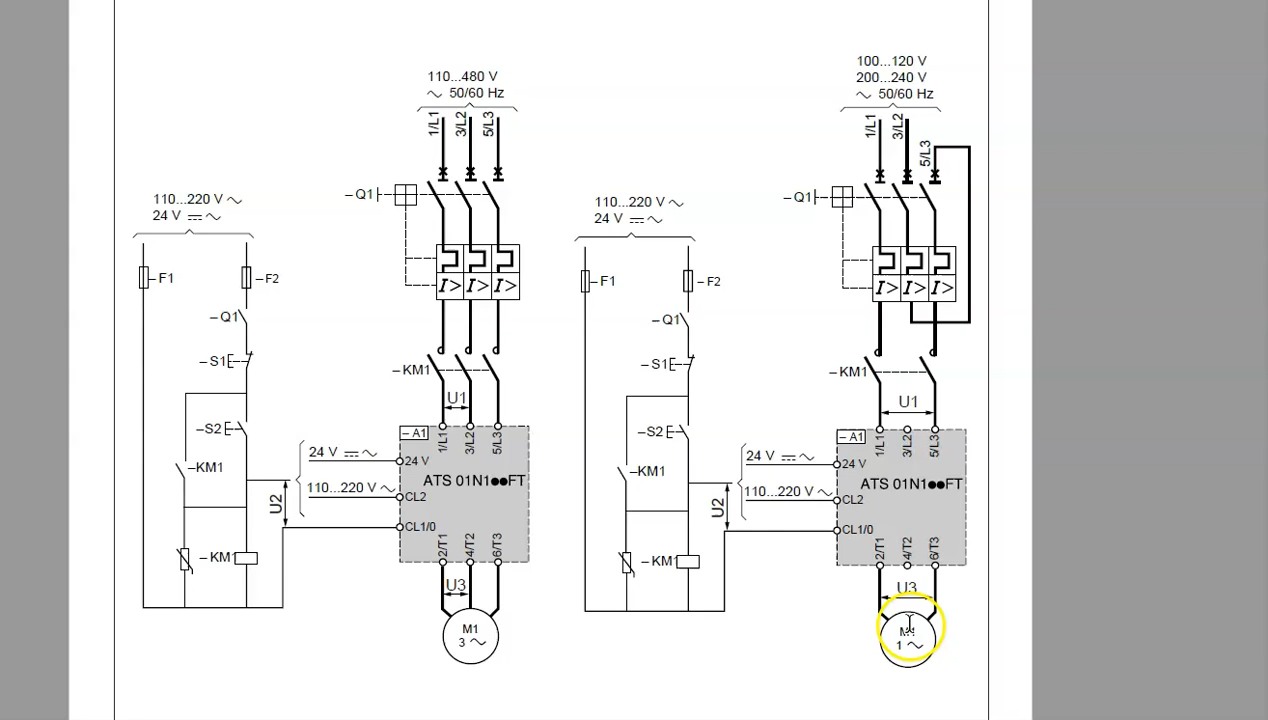 110...480 V
∼ 50/60 Hz
1/L1
3/L2
5/L3
– Q1
110...220 V ∼
24 V ⎓ ∼
– F1
– F2
– Q1
– S1
– S2
– KM1
– KM1
I>
I>
I>
– KM1
U1
– A1
1/L1
3/L2
5/L3
24 V ⎓ ∼
24 V
ATS 01N1●●FT
110...220 V ∼
CL2
U2
CL1/0
2/T1
4/T2
6/T3
U3
M1
3 ∼
100...120 V
200...240 V
∼ 50/60 Hz
1/L1
3/L2
5/L3
– Q1
110...220 V ∼
24 V ⎓ ∼
– F1
– F2
– Q1
– S1
– S2
– KM1
– KM1
I>
I>
I>
– KM1
U1
– A1
1/L1
3/L2
5/L3
24 V ⎓ ∼
24 V
ATS 01N1●●FT
110...220 V ∼
CL2
U2
CL1/0
2/T1
4/T2
6/T3
U3
M1
1 ∼